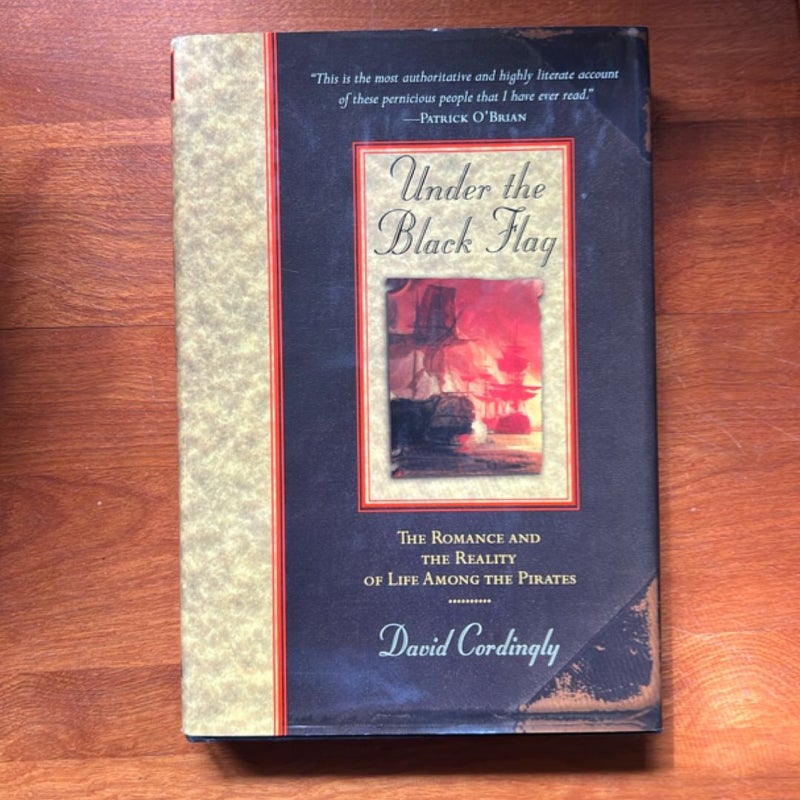 “This is the most authoritative and highly literate account
of these pernicious people that I have ever read.”
—PATRICK O’BRIAN
Under the
Black Flag
THE ROMANCE AND
THE REALITY
OF LIFE AMONG THE PIRATES
David Cordingly